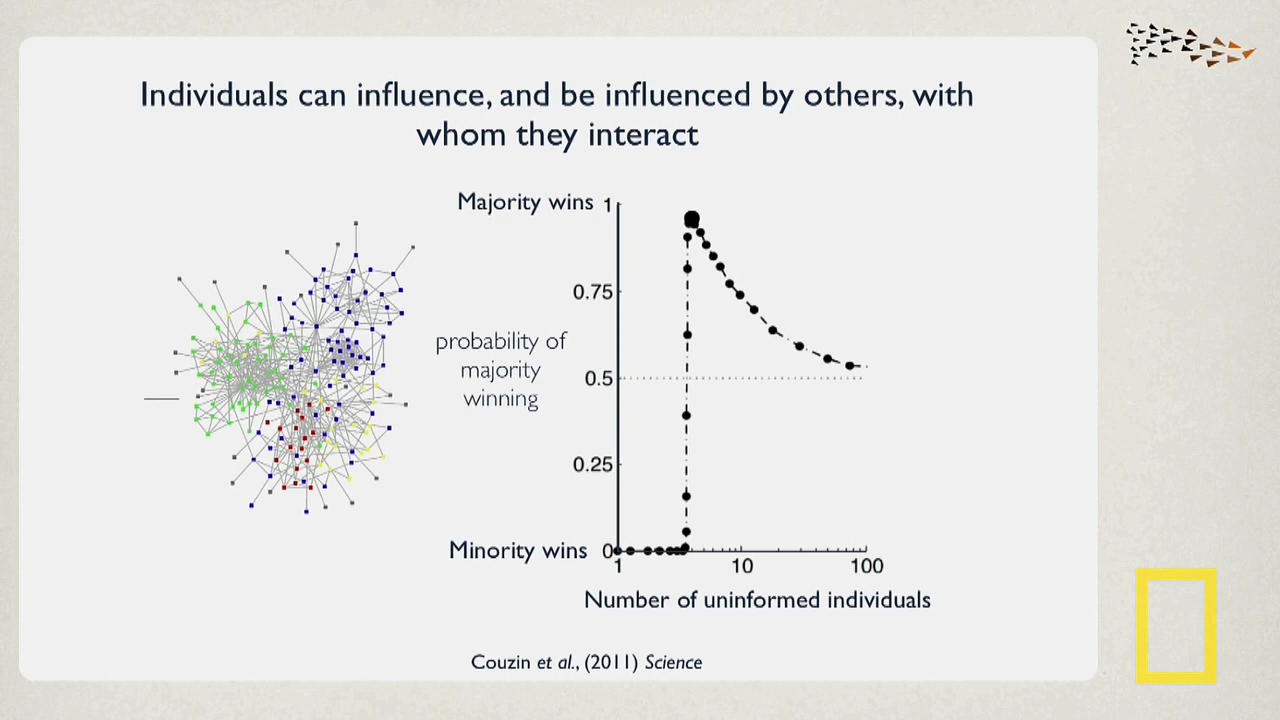 Individuals can influence, and be influenced by others, with
whom they interact
Majority wins 1
0.75
probability of
majority
winning
0.5
0.25
Minority wins 0
1 10 100
Number of uninformed individuals
Couzin et al., (2011) Science